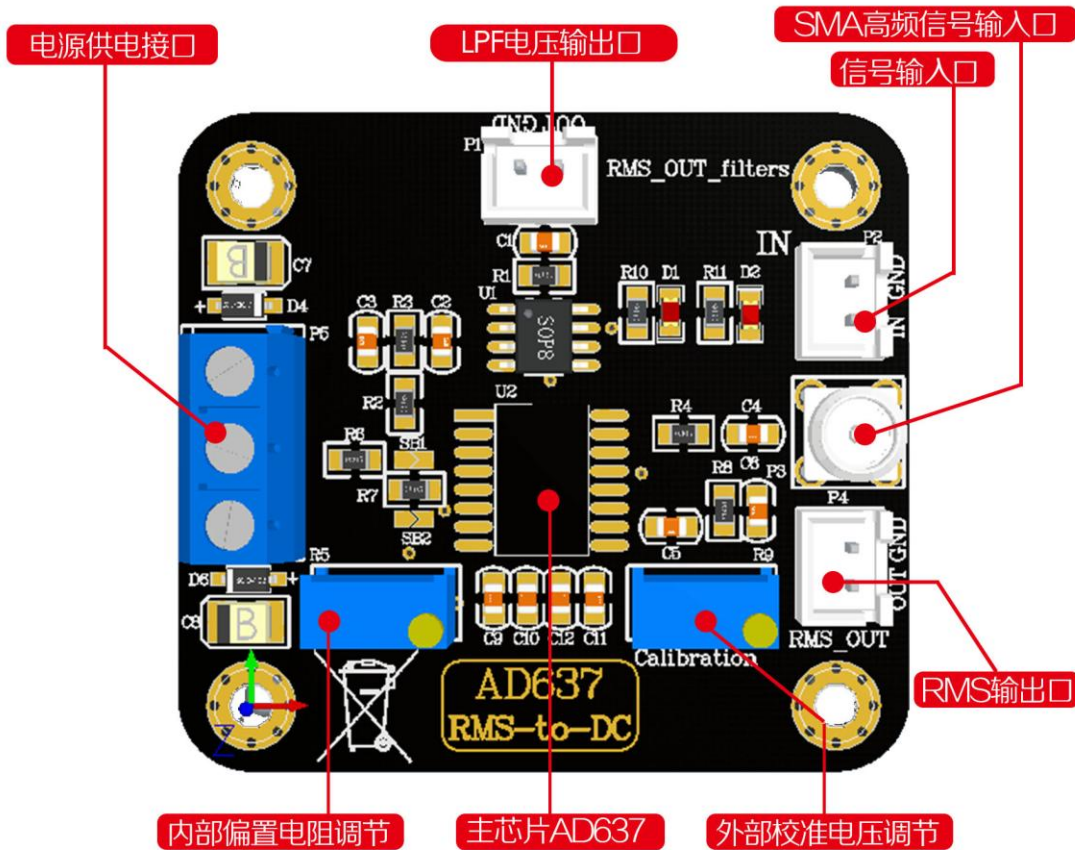 SMA高频信号输入口
电源供电接口
LPF电压输出口
信号输入口
OUT GND
P1
RMS_OUT_filters
IN
P2
C1
C7
B
R1
R10
D1
R11
D2
IN GND
D4
U1
C3
R3
C2
P5
SOP8
U2
R2
R4
C4
R6
SB1
C6
R8
P3
R7
P4
SB2
C5
R9
R5
OUT GND
D6
C8
B
C9
C10
C12
C11
RMS_OUT
Calibration
AD637
RMS-to-DC
RMS输出口
Z
内部偏置电阻调节
主芯片AD637
外部校准电压调节